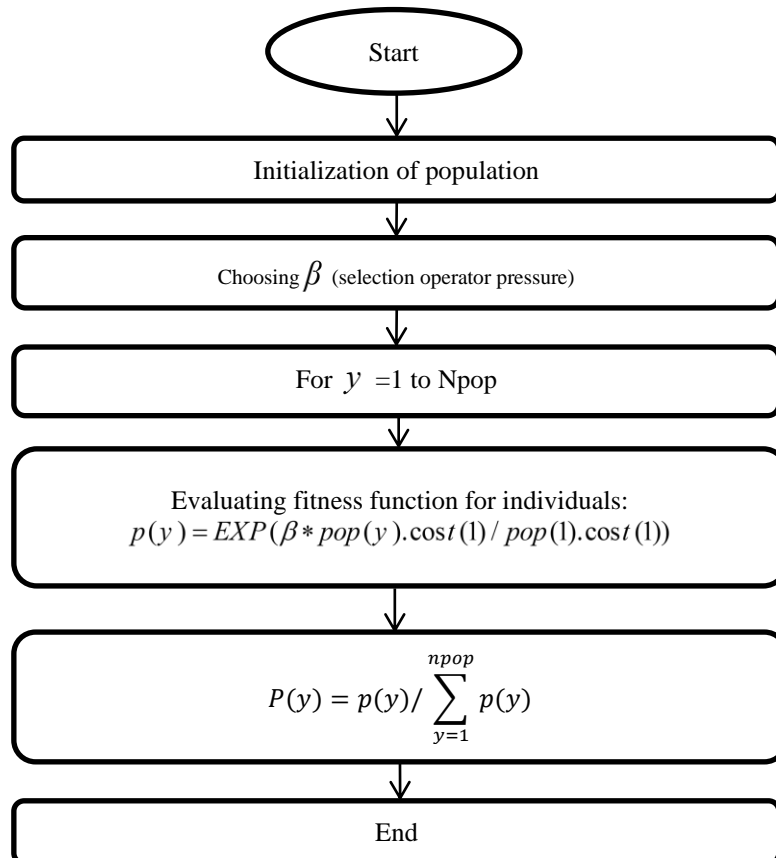 Start
Initialization of population
Choosing β (selection operator pressure)
For y =1 to Npop
Evaluating fitness function for individuals:
p(y) = EXP(β * pop(y).cost(1) / pop(1).cost(1))
npop
P(y) = p(y)/ ∑ p(y)
y=1
End